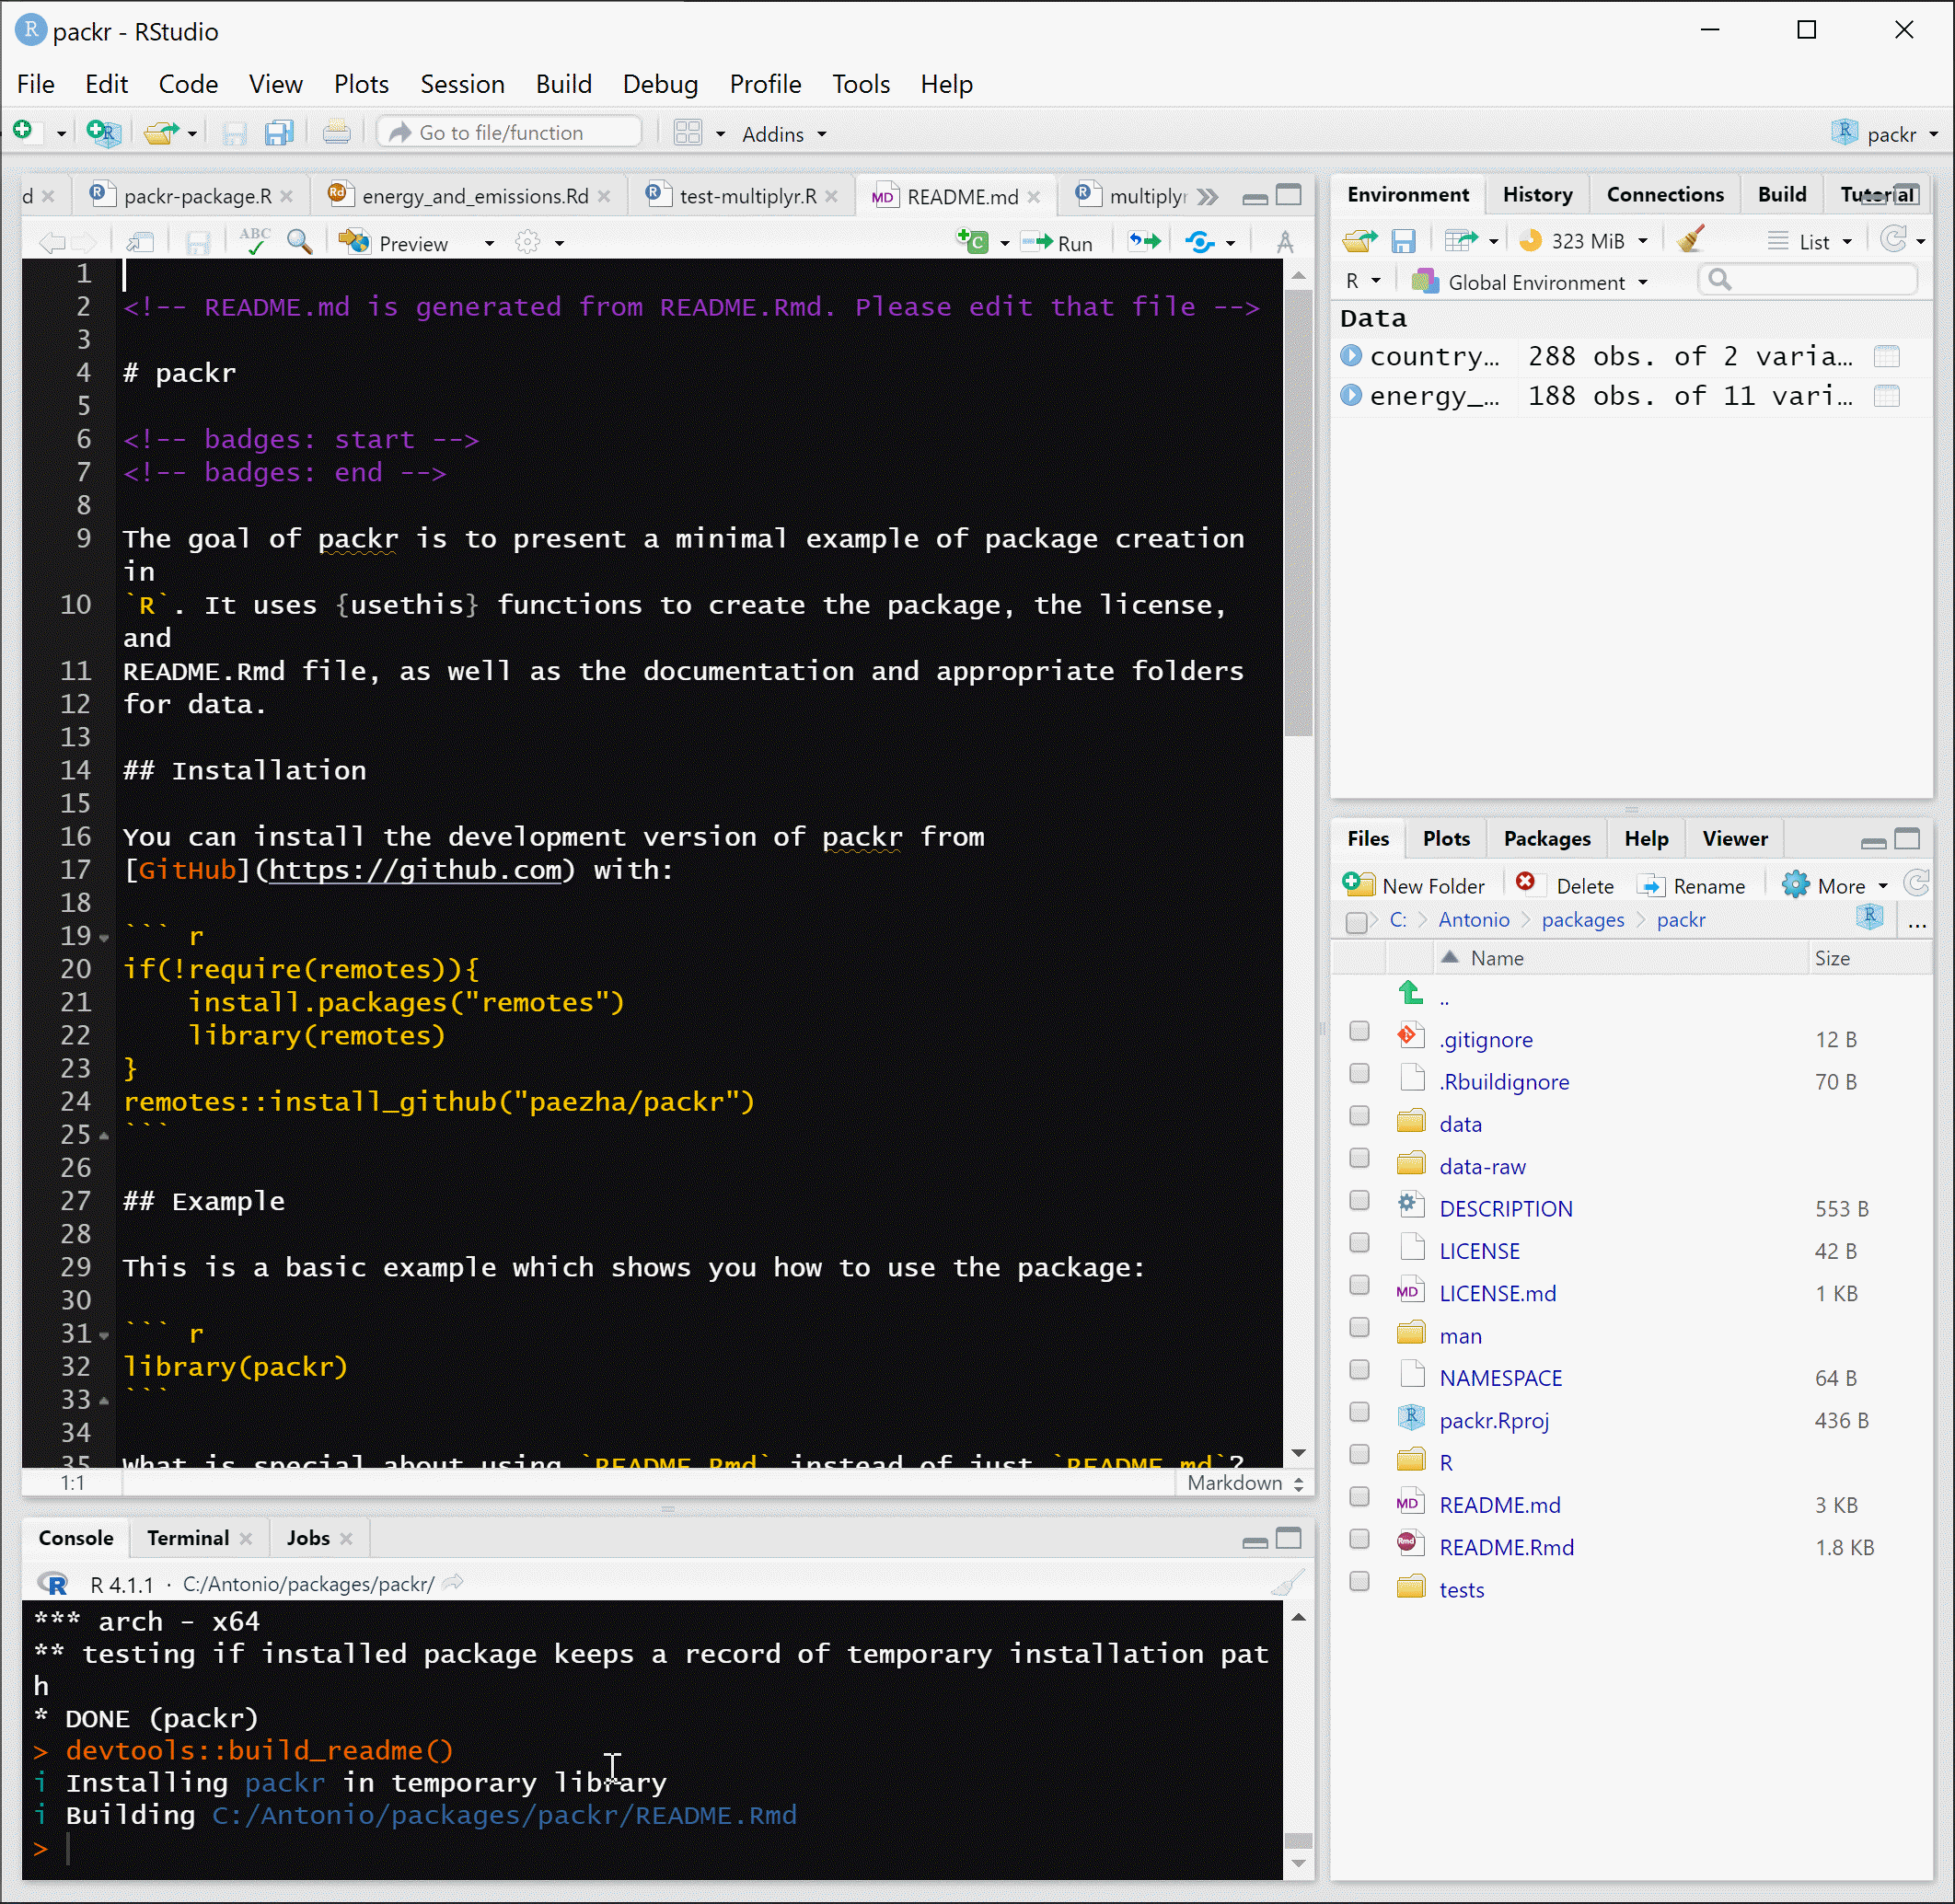 packr - RStudio
File Edit Code View Plots Session Build Debug Profile Tools Help
Go to file/function Addins packr
d packr-package.R energy_and_emissions.Rd test-multiplyr.R README.md multiplyr
ABC Preview Run
1
2 <!-- README.md is generated from README.Rmd. Please edit that file -->
3
4 # packr
5
6 <!-- badges: start -->
7 <!-- badges: end -->
8
9 The goal of packr is to present a minimal example of package creation
in
10 `R`. It uses {usethis} functions to create the package, the license,
and
11 README.Rmd file, as well as the documentation and appropriate folders
12 for data.
13
14 ## Installation
15
16 You can install the development version of packr from
17 [GitHub](https://github.com) with:
18
19 ``` r
20 if(!require(remotes)){
21     install.packages("remotes")
22     library(remotes)
23 }
24 remotes::install_github("paezha/packr")
25 ```
26
27 ## Example
28
29 This is a basic example which shows you how to use the package:
30
31 ``` r
32 library(packr)
33 ```
34
35 What is special about using `README.Rmd` instead of just `README.md`?
1:1 Markdown
Console Terminal Jobs
R 4.1.1 · C:/Antonio/packages/packr/
*** arch - x64
** testing if installed package keeps a record of temporary installation pat
h
* DONE (packr)
> devtools::build_readme()
i Installing packr in temporary library
i Building C:/Antonio/packages/packr/README.Rmd
>
Environment History Connections Build Tutorial
323 MiB List
R Global Environment
Data
country… 288 obs. of 2 varia…
energy_… 188 obs. of 11 vari…
Files Plots Packages Help Viewer
New Folder Delete Rename More
C: Antonio packages packr ...
Name Size
..
.gitignore 12 B
.Rbuildignore 70 B
data
data-raw
DESCRIPTION 553 B
LICENSE 42 B
LICENSE.md 1 KB
man
NAMESPACE 64 B
packr.Rproj 436 B
R
README.md 3 KB
README.Rmd 1.8 KB
tests